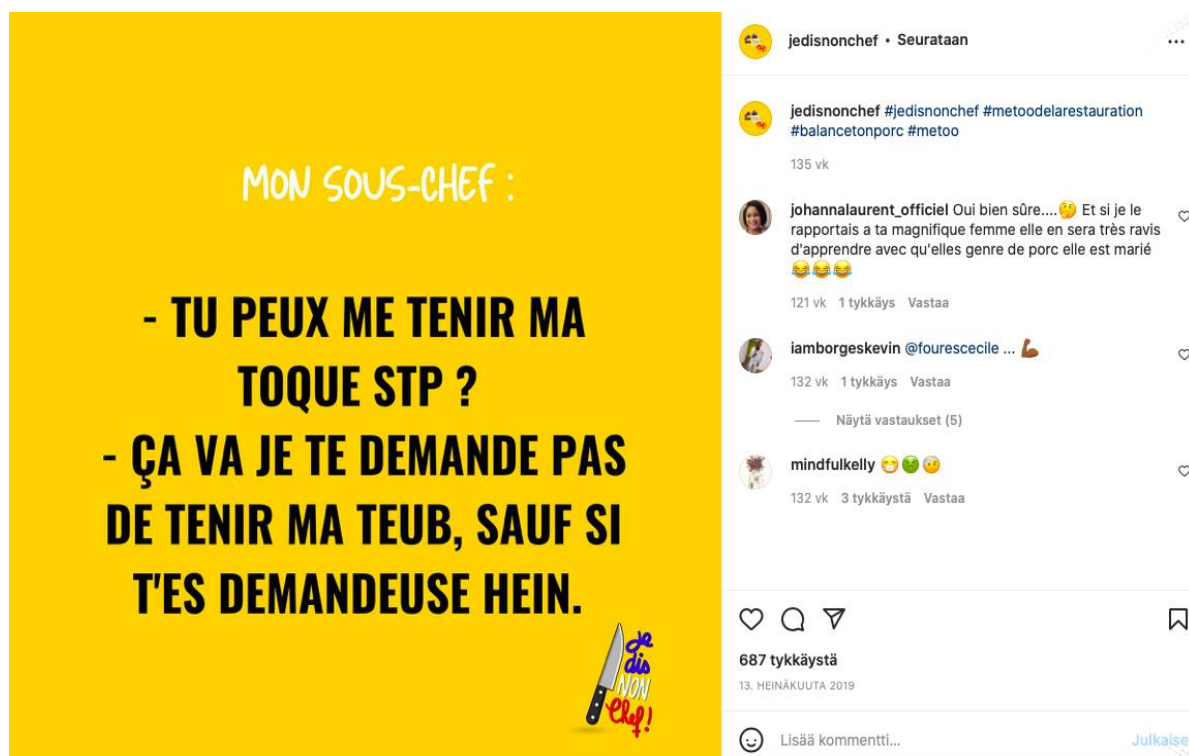 MON SOUS-CHEF :
- TU PEUX ME TENIR MA
TOQUE STP ?
- ÇA VA JE TE DEMANDE PAS
DE TENIR MA TEUB, SAUF SI
T'ES DEMANDEUSE HEIN.
je
dis
NON
Chef!
jedisnonchef • Seurataan
jedisnonchef #jedisnonchef #metoodelarestauration
#balancetonporc #metoo
135 vk
johannalaurent_officiel Oui bien sûre....🤔 Et si je le
rapportais a ta magnifique femme elle en sera très ravis
d'apprendre avec qu'elles genre de porc elle est marié
😂😂😂
121 vk 1 tykkäys Vastaa
iamborgeskevin @fourescecile ... 💪🏾
132 vk 1 tykkäys Vastaa
Näytä vastaukset (5)
mindfulkelly 😷🤢🤕
132 vk 3 tykkäystä Vastaa
687 tykkäystä
13. HEINÄKUUTA 2019
Lisää kommentti... Julkaise